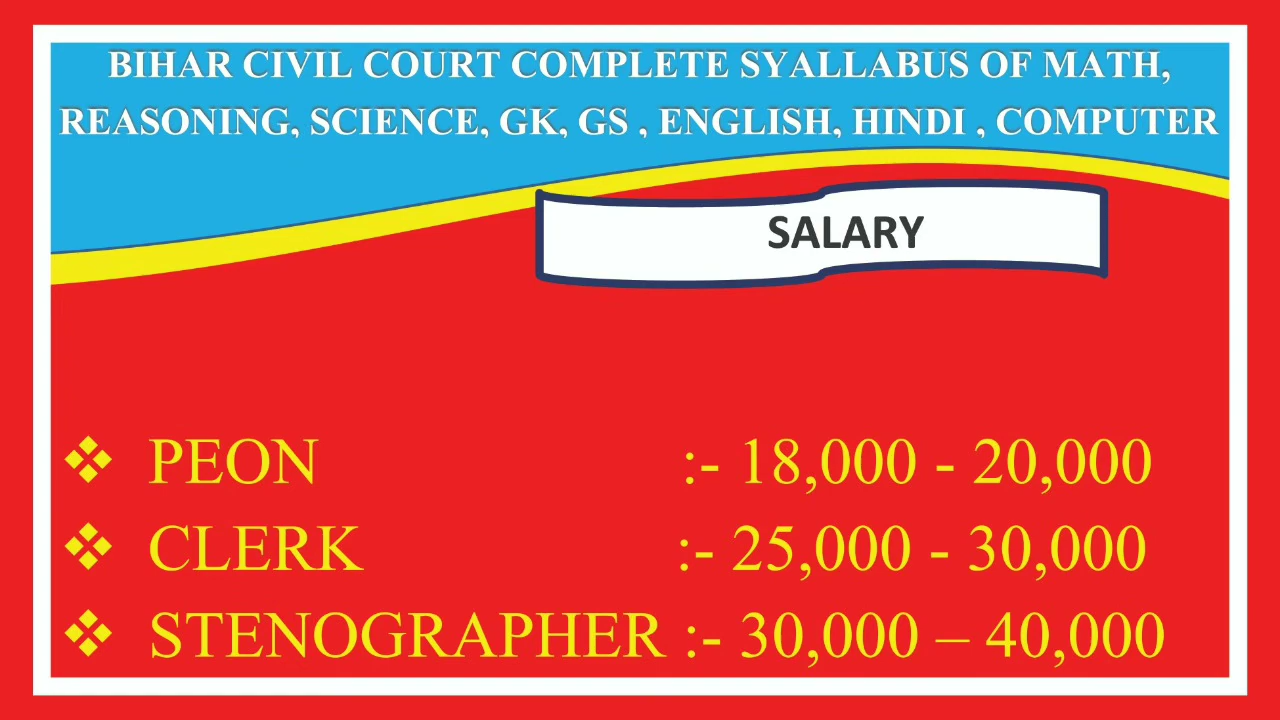 BIHAR CIVIL COURT COMPLETE SYALLABUS OF MATH,
REASONING, SCIENCE, GK, GS , ENGLISH, HINDI , COMPUTER
SALARY
❖ PEON :- 18,000 - 20,000
❖ CLERK :- 25,000 - 30,000
❖ STENOGRAPHER :- 30,000 – 40,000